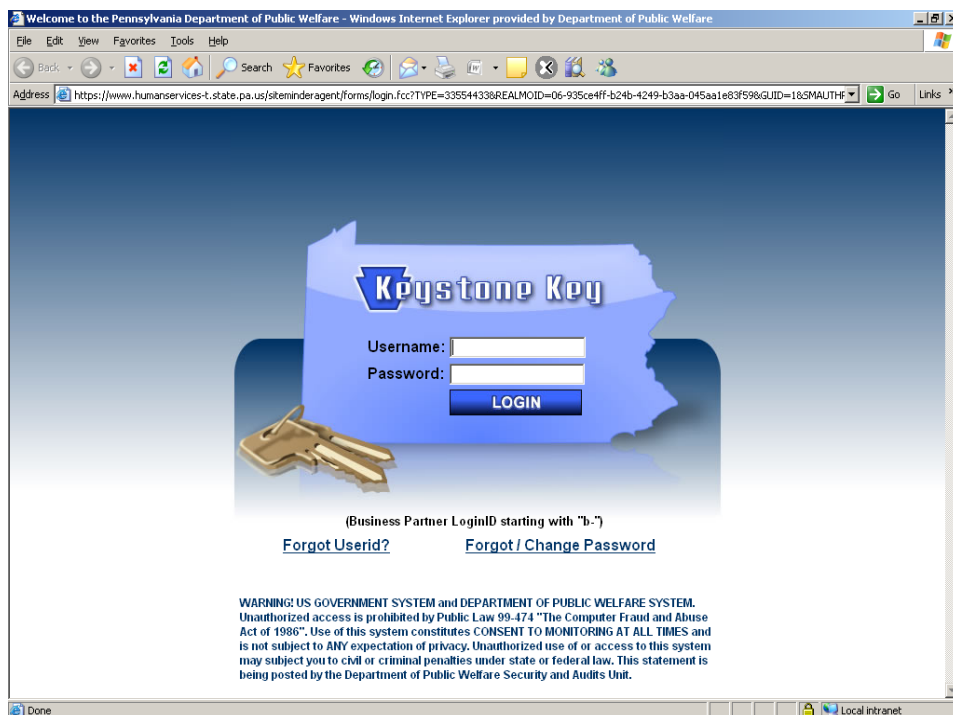 Welcome to the Pennsylvania Department of Public Welfare - Windows Internet Explorer provided by Department of Public Welfare
File Edit View Favorites Tools Help
Back Search Favorites
Address https://www.humanservices-t.state.pa.us/siteminderagent/forms/login.fcc?TYPE=33554433&REALMOID=06-935ce4ff-b24b-4249-b3aa-045aa1e83f59&GUID=1&SMAUTHR Go Links »
Keystone Key
Username:
Password:
LOGIN
(Business Partner LoginID starting with "b-")
Forgot Userid? Forgot / Change Password
WARNING! US GOVERNMENT SYSTEM and DEPARTMENT OF PUBLIC WELFARE SYSTEM.
Unauthorized access is prohibited by Public Law 99-474 "The Computer Fraud and Abuse
Act of 1986". Use of this system constitutes CONSENT TO MONITORING AT ALL TIMES and
is not subject to ANY expectation of privacy. Unauthorized use of or access to this system
may subject you to civil or criminal penalties under state or federal law. This statement is
being posted by the Department of Public Welfare Security and Audits Unit.
Done Local intranet